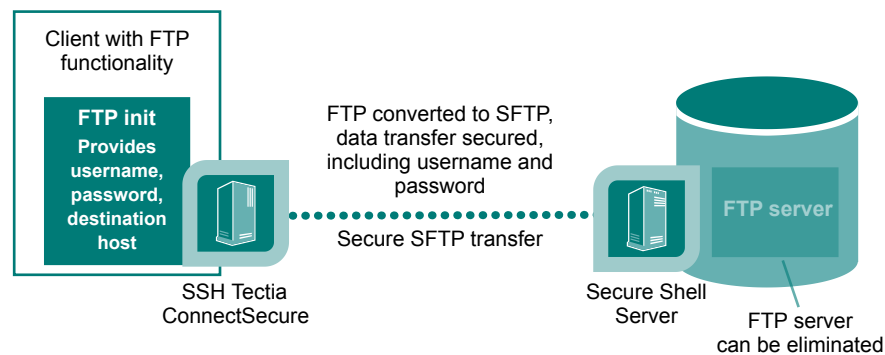 Client with FTP
functionality
FTP init
Provides
username,
password,
destination
host
SSH Tectia
ConnectSecure
FTP converted to SFTP,
data transfer secured,
including username and
password
Secure SFTP transfer
Secure Shell
Server
FTP server
FTP server
can be eliminated